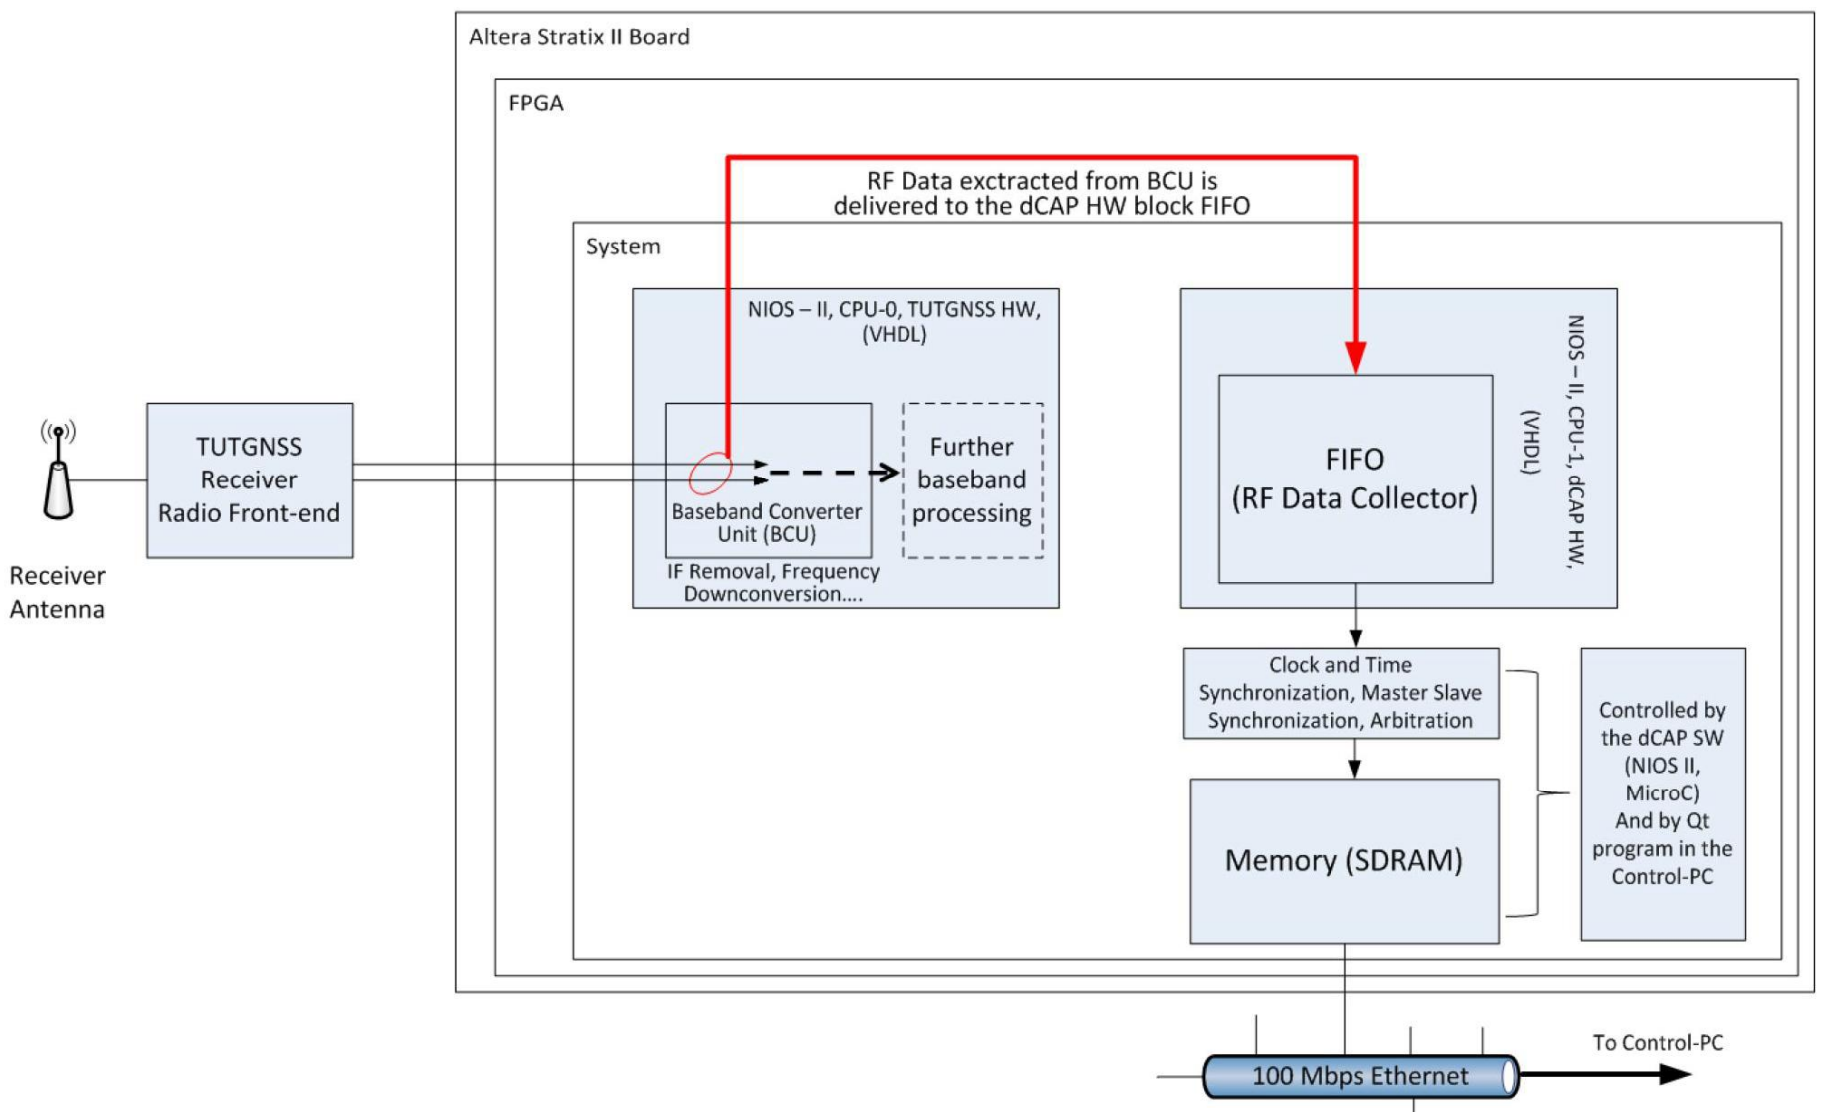 Altera Stratix II Board
FPGA
RF Data exctracted from BCU is
delivered to the dCAP HW block FIFO
System
NIOS – II, CPU-0, TUTGNSS HW,
(VHDL)
NIOS – II, CPU-1, dCAP HW,
(VHDL)
TUTGNSS
Receiver
Radio Front-end
Receiver
Antenna
Baseband Converter
Unit (BCU)
IF Removal, Frequency
Downconversion....
Further
baseband
processing
FIFO
(RF Data Collector)
Clock and Time
Synchronization, Master Slave
Synchronization, Arbitration
Memory (SDRAM)
Controlled by
the dCAP SW
(NIOS II,
MicroC)
And by Qt
program in the
Control-PC
100 Mbps Ethernet
To Control-PC